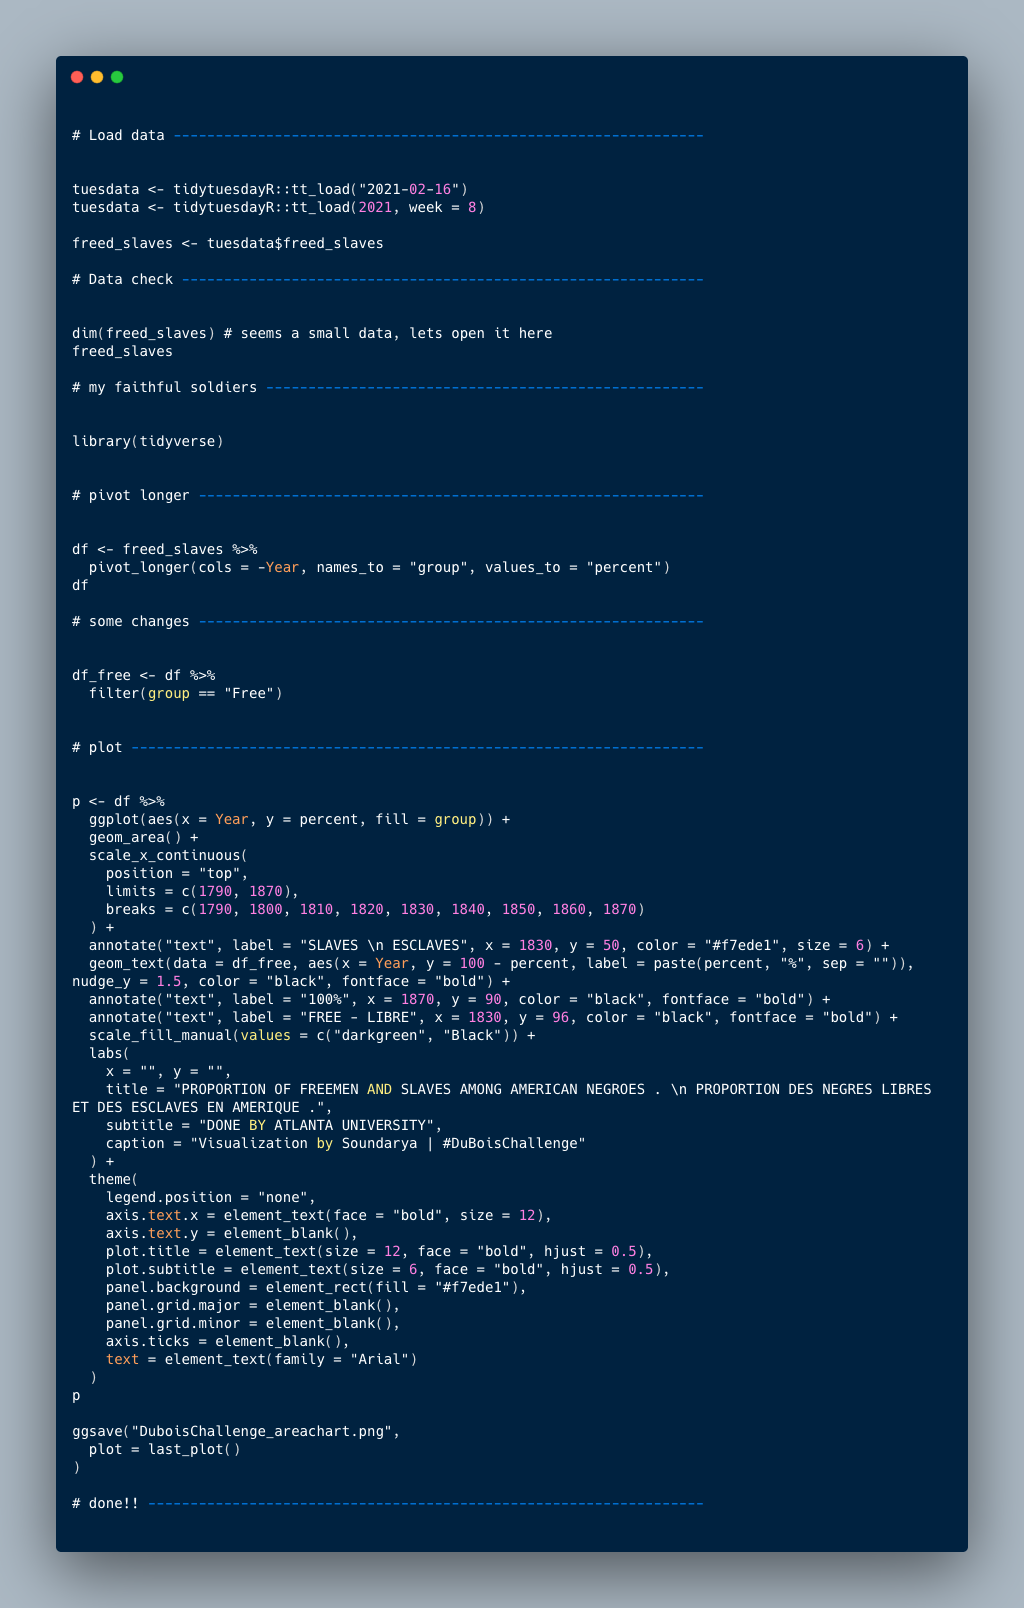 # Load data ---------------------------------------------------------------
tuesdata <- tidytuesdayR::tt_load("2021-02-16")
tuesdata <- tidytuesdayR::tt_load(2021, week = 8)
freed_slaves <- tuesdata$freed_slaves
# Data check --------------------------------------------------------------
dim(freed_slaves) # seems a small data, lets open it here
freed_slaves
# my faithful soldiers ----------------------------------------------------
library(tidyverse)
# pivot longer ------------------------------------------------------------
df <- freed_slaves %>%
  pivot_longer(cols = -Year, names_to = "group", values_to = "percent")
df
# some changes ------------------------------------------------------------
df_free <- df %>%
  filter(group == "Free")
# plot --------------------------------------------------------------------
p <- df %>%
  ggplot(aes(x = Year, y = percent, fill = group)) +
  geom_area() +
  scale_x_continuous(
    position = "top",
    limits = c(1790, 1870),
    breaks = c(1790, 1800, 1810, 1820, 1830, 1840, 1850, 1860, 1870)
  ) +
  annotate("text", label = "SLAVES \n ESCLAVES", x = 1830, y = 50, color = "#f7ede1", size = 6) +
  geom_text(data = df_free, aes(x = Year, y = 100 - percent, label = paste(percent, "%", sep = "")),
nudge_y = 1.5, color = "black", fontface = "bold") +
  annotate("text", label = "100%", x = 1870, y = 90, color = "black", fontface = "bold") +
  annotate("text", label = "FREE - LIBRE", x = 1830, y = 96, color = "black", fontface = "bold") +
  scale_fill_manual(values = c("darkgreen", "Black")) +
  labs(
    x = "", y = "",
    title = "PROPORTION OF FREEMEN AND SLAVES AMONG AMERICAN NEGROES . \n PROPORTION DES NEGRES LIBRES
ET DES ESCLAVES EN AMERIQUE .",
    subtitle = "DONE BY ATLANTA UNIVERSITY",
    caption = "Visualization by Soundarya | #DuBoisChallenge"
  ) +
  theme(
    legend.position = "none",
    axis.text.x = element_text(face = "bold", size = 12),
    axis.text.y = element_blank(),
    plot.title = element_text(size = 12, face = "bold", hjust = 0.5),
    plot.subtitle = element_text(size = 6, face = "bold", hjust = 0.5),
    panel.background = element_rect(fill = "#f7ede1"),
    panel.grid.major = element_blank(),
    panel.grid.minor = element_blank(),
    axis.ticks = element_blank(),
    text = element_text(family = "Arial")
  )
p
ggsave("DuboisChallenge_areachart.png",
  plot = last_plot()
)
# done!! ------------------------------------------------------------------